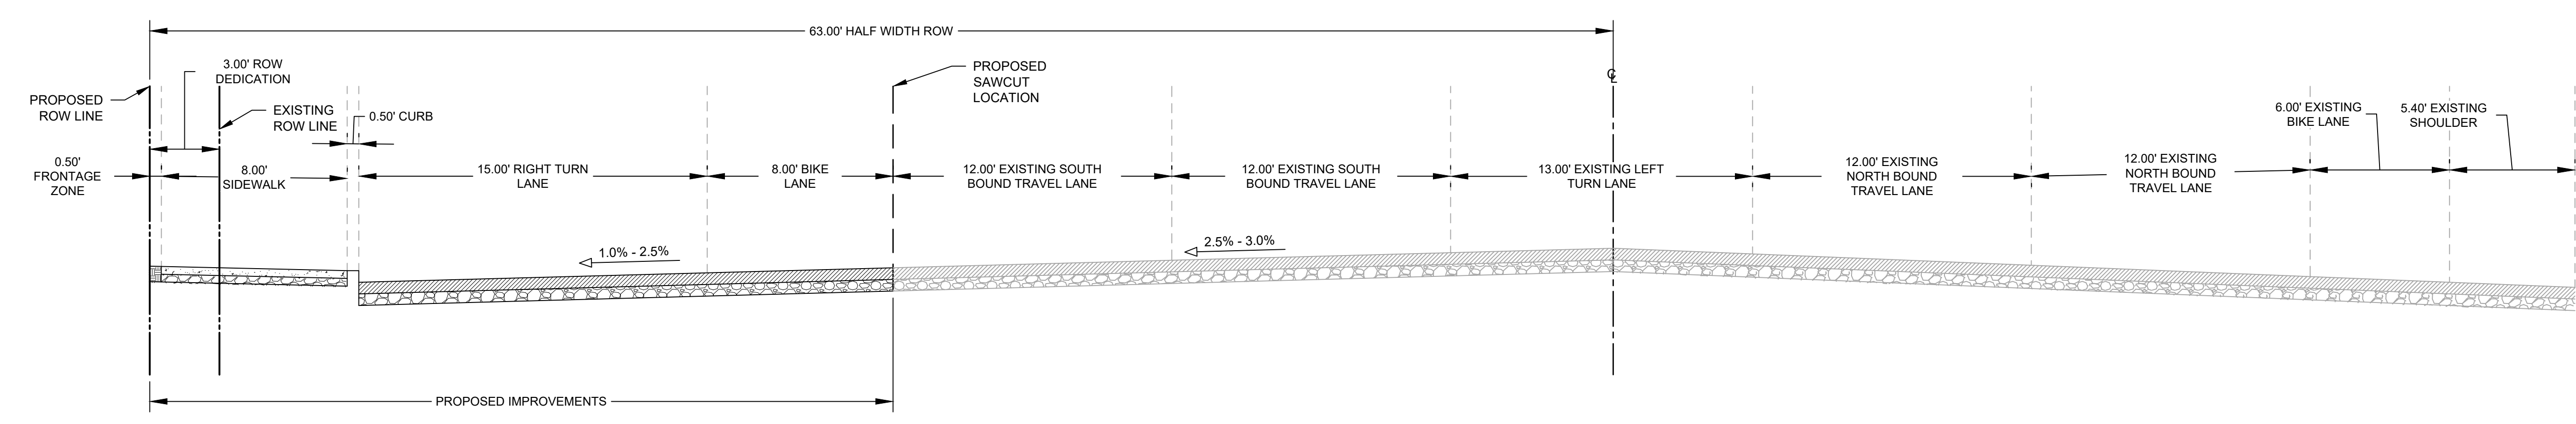 63.00' HALF WIDTH ROW
3.00' ROW
DEDICATION
PROPOSED
ROW LINE
EXISTING
ROW LINE
0.50' CURB
PROPOSED
SAWCUT
LOCATION
CL
0.50'
FRONTAGE
ZONE
8.00'
SIDEWALK
15.00' RIGHT TURN
LANE
8.00' BIKE
LANE
12.00' EXISTING SOUTH
BOUND TRAVEL LANE
12.00' EXISTING SOUTH
BOUND TRAVEL LANE
13.00' EXISTING LEFT
TURN LANE
12.00' EXISTING
NORTH BOUND
TRAVEL LANE
12.00' EXISTING
NORTH BOUND
TRAVEL LANE
6.00' EXISTING
BIKE LANE
5.40' EXISTING
SHOULDER
1.0% - 2.5%
2.5% - 3.0%
PROPOSED IMPROVEMENTS